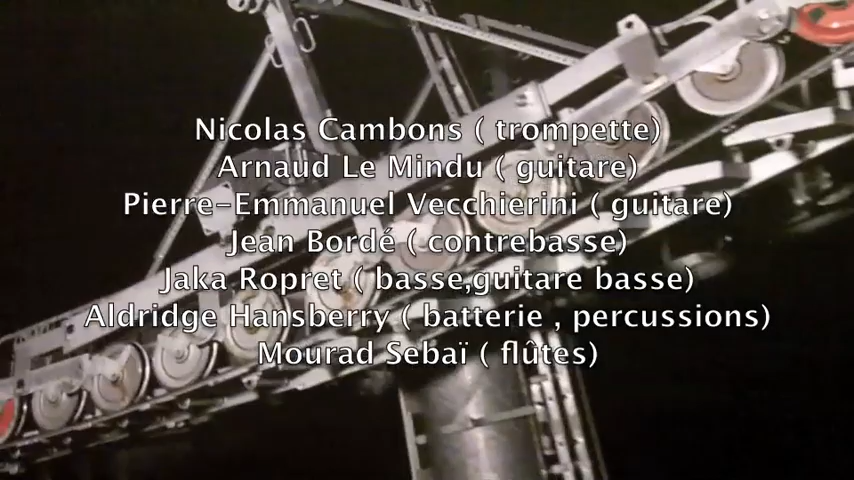 Nicolas Cambons ( trompette)
Arnaud Le Mindu ( guitare)
Pierre-Emmanuel Vecchierini ( guitare)
Jean Bordé ( contrebasse)
Jaka Ropret ( basse,guitare basse)
Aldridge Hansberry ( batterie , percussions)
Mourad Sebaï ( flûtes)